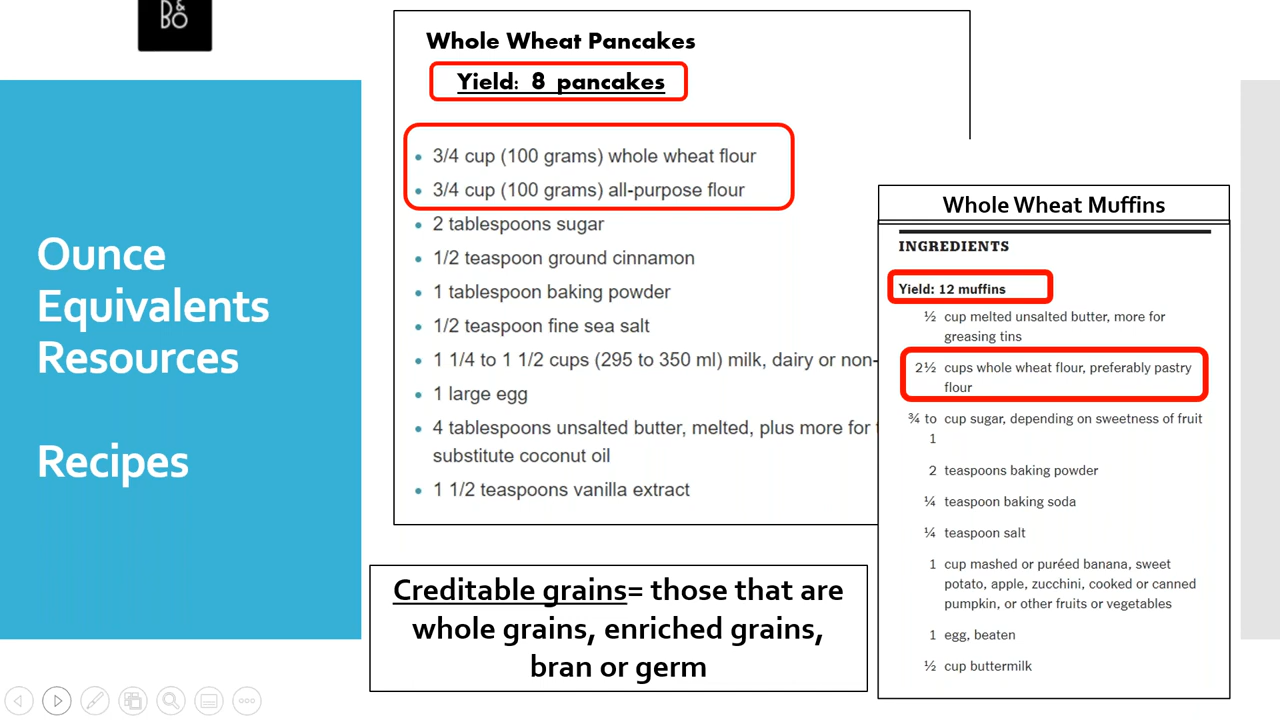 B&BO
Ounce
Equivalents
Resources
Recipes
Whole Wheat Pancakes
Yield: 8 pancakes
• 3/4 cup (100 grams) whole wheat flour
• 3/4 cup (100 grams) all-purpose flour
• 2 tablespoons sugar
• 1/2 teaspoon ground cinnamon
• 1 tablespoon baking powder
• 1/2 teaspoon fine sea salt
• 1 1/4 to 1 1/2 cups (295 to 350 ml) milk, dairy or non-
• 1 large egg
• 4 tablespoons unsalted butter, melted, plus more for
substitute coconut oil
• 1 1/2 teaspoons vanilla extract
Creditable grains= those that are
whole grains, enriched grains,
bran or germ
Whole Wheat Muffins
INGREDIENTS
Yield: 12 muffins
½ cup melted unsalted butter, more for
greasing tins
2½ cups whole wheat flour, preferably pastry
flour
¾ to cup sugar, depending on sweetness of fruit
1
2 teaspoons baking powder
¼ teaspoon baking soda
¼ teaspoon salt
1 cup mashed or puréed banana, sweet
potato, apple, zucchini, cooked or canned
pumpkin, or other fruits or vegetables
1 egg, beaten
½ cup buttermilk